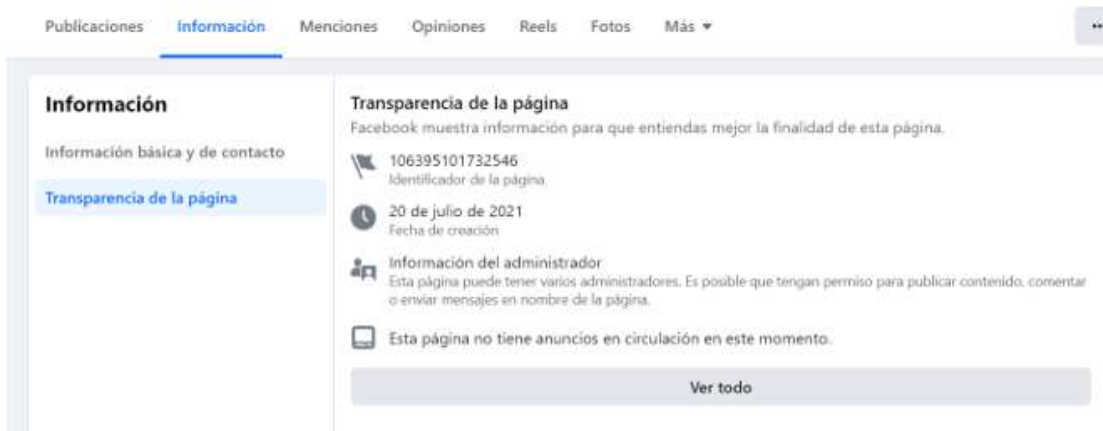 Publicaciones Información Menciones Opiniones Reels Fotos Más
Información
Información básica y de contacto
Transparencia de la página
Transparencia de la página
Facebook muestra información para que entiendas mejor la finalidad de esta página.
106395101732546
Identificador de la página
20 de julio de 2021
Fecha de creación
Información del administrador
Esta página puede tener varios administradores. Es posible que tengan permiso para publicar contenido, comentar
o enviar mensajes en nombre de la página.
Esta página no tiene anuncios en circulación en este momento.
Ver todo